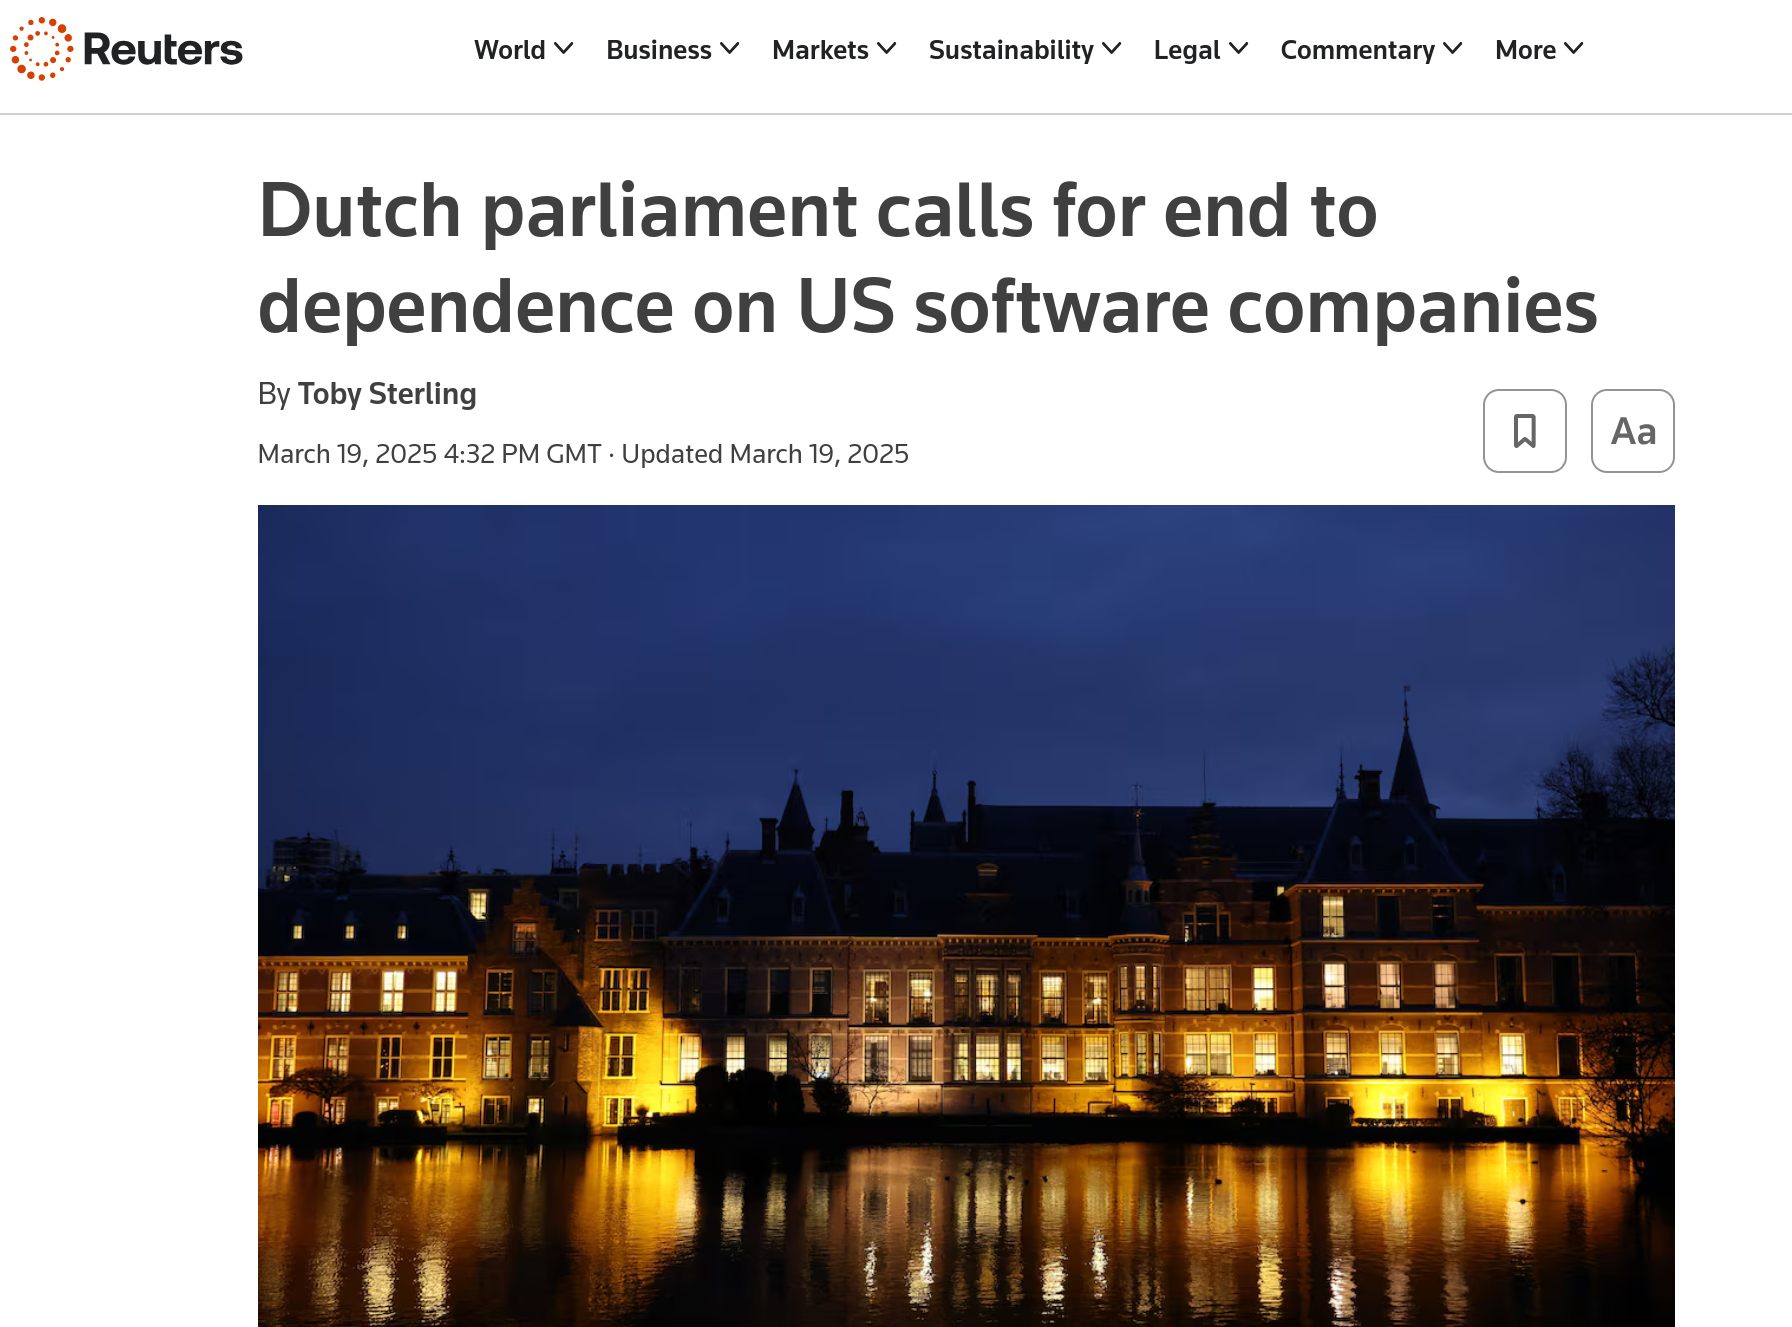 Reuters
World
Business
Markets
Sustainability
Legal
Commentary
More
Dutch parliament calls for end to
dependence on US software companies
By Toby Sterling
March 19, 2025 4:32 PM GMT · Updated March 19, 2025
Aa